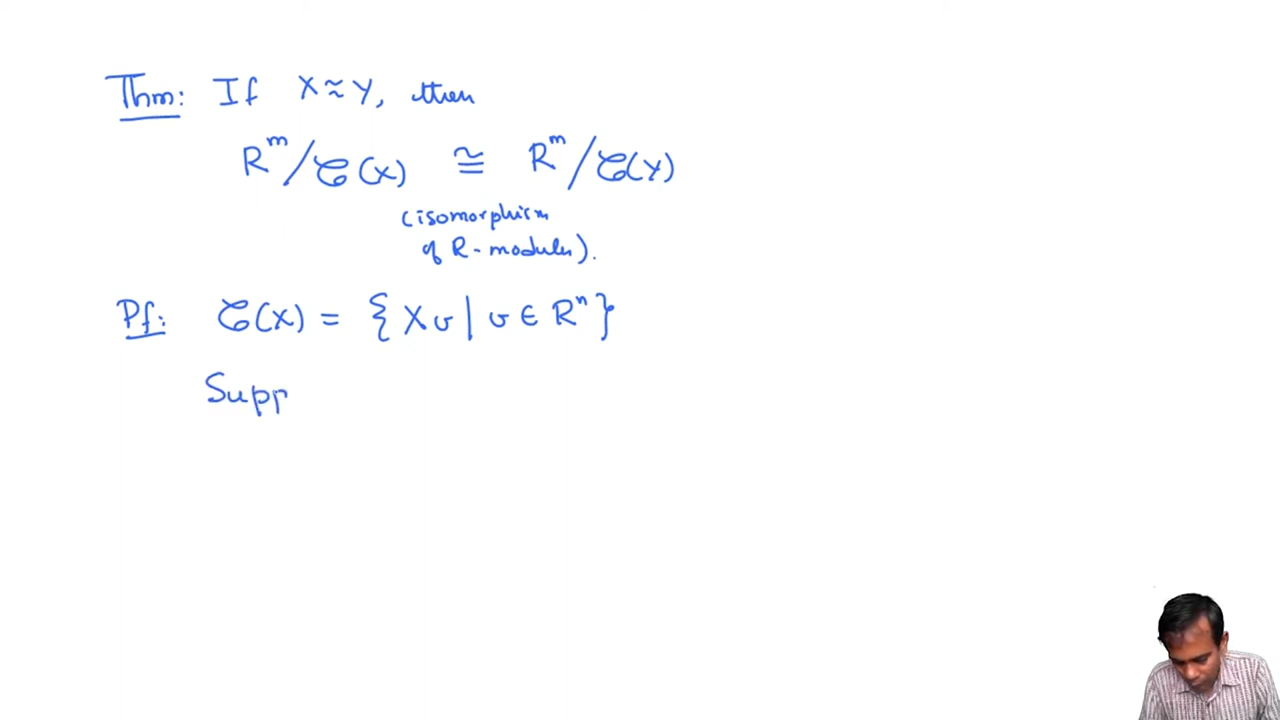 Thm: If X ≈ Y, then
R^m/𝒞(X) ≅ R^m/𝒞(Y)
(isomorphism
of R-modules).
Pf: 𝒞(X) = {Xv | v ∈ R^n}
Supp